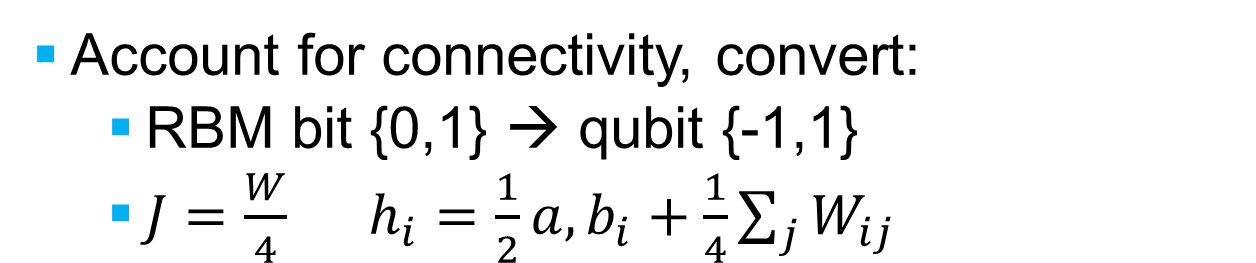 ▪ Account for connectivity, convert:
▪ RBM bit {0,1} → qubit {-1,1}
▪ J = W/4 h_i = 1/2 a, b_i + 1/4 ∑_j W_ij